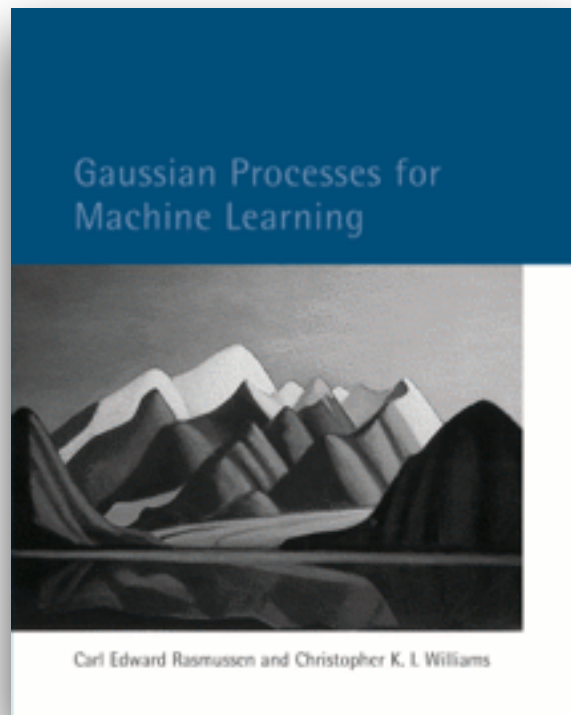 Gaussian Processes for
Machine Learning
Carl Edward Rasmussen and Christopher K. I. Williams